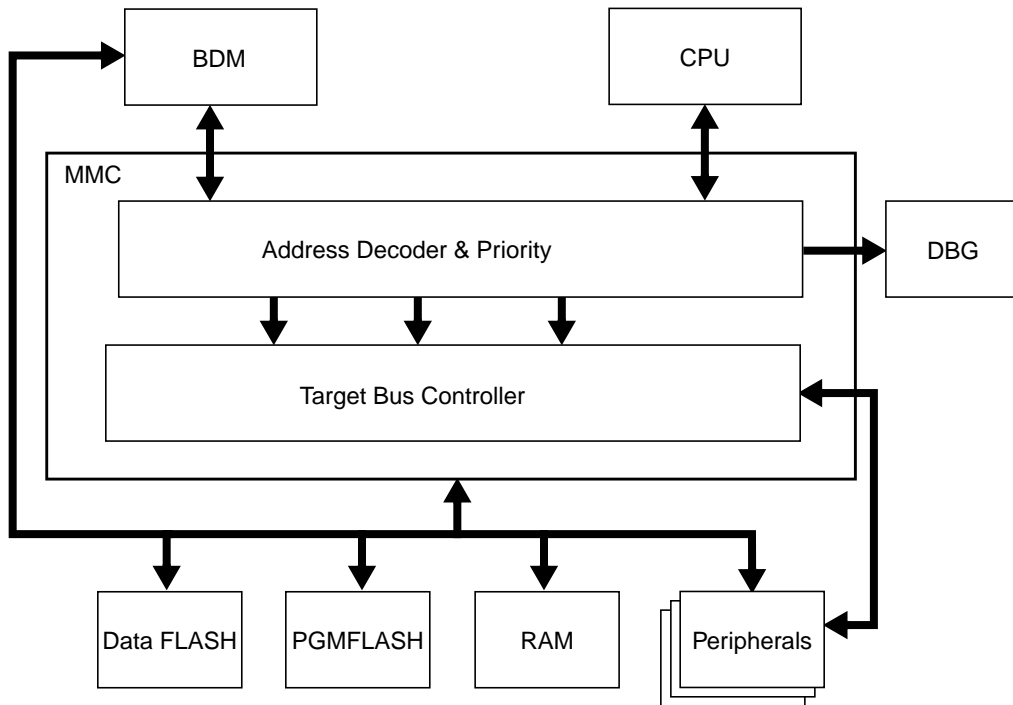 BDM
CPU
MMC
Address Decoder & Priority
DBG
Target Bus Controller
Data FLASH
PGMFLASH
RAM
Peripherals